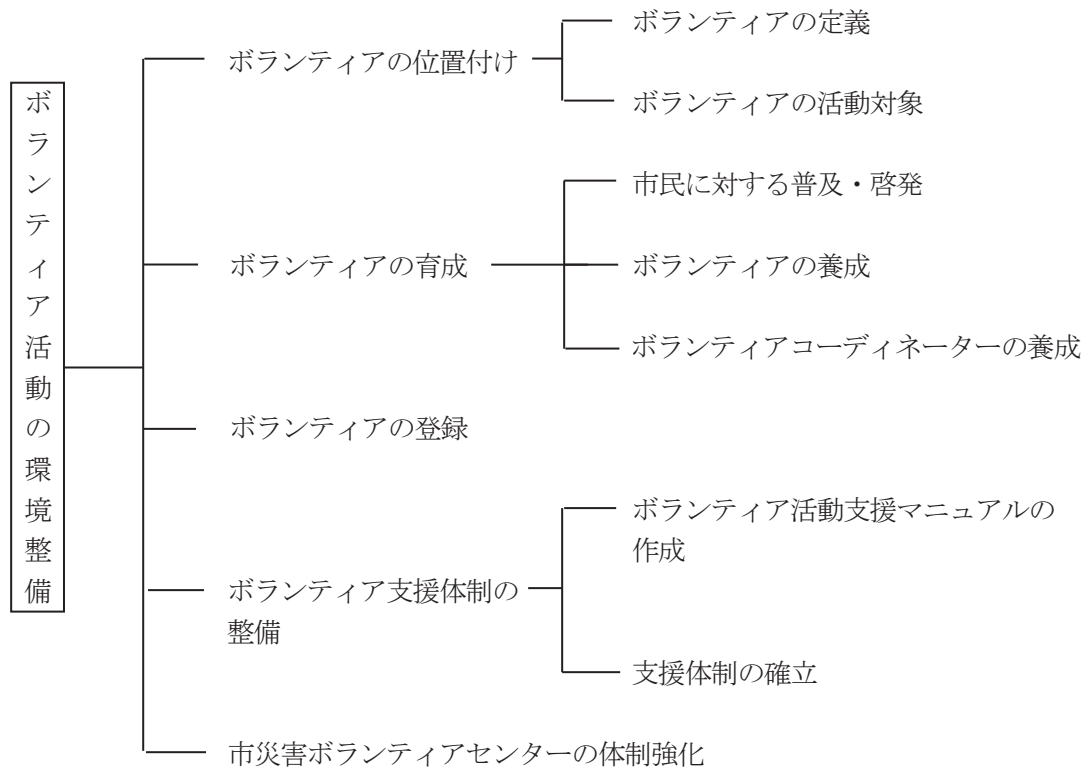 ボランティア活動の環境整備
ボランティアの位置付け
ボランティアの定義
ボランティアの活動対象
ボランティアの育成
市民に対する普及・啓発
ボランティアの養成
ボランティアコーディネーターの養成
ボランティアの登録
ボランティア支援体制の
整備
ボランティア活動支援マニュアルの
作成
支援体制の確立
市災害ボランティアセンターの体制強化